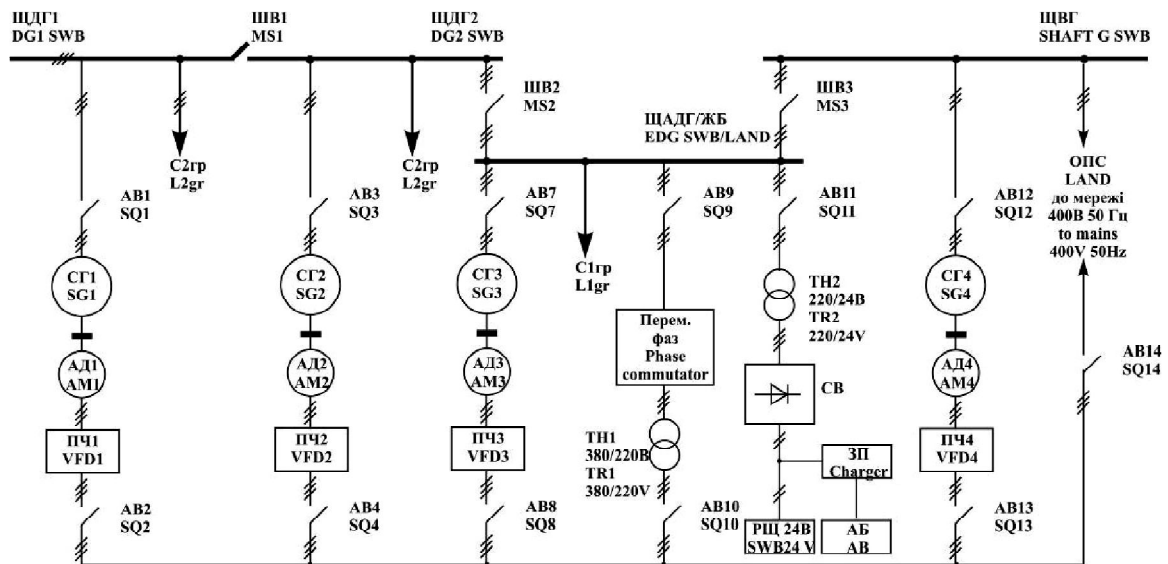 ЩДГ1
DG1 SWB
ШВ1
MS1
ЩДГ2
DG2 SWB
ЩВГ
SHAFT G SWB
ШВ2
MS2
ШВ3
MS3
ЩАДГ/ЖБ
EDG SWB/LAND
С2гр
L2gr
С2гр
L2gr
ОПС
LAND
до мережі
400В 50 Гц
to mains
400V 50Hz
АВ1
SQ1
АВ3
SQ3
АВ7
SQ7
АВ9
SQ9
АВ11
SQ11
АВ12
SQ12
СГ1
SG1
СГ2
SG2
СГ3
SG3
С1гр
L1gr
ТН2
220/24В
TR2
220/24V
СГ4
SG4
Перем.
фаз
Phase
commutator
АД1
AM1
АД2
AM2
АД3
AM3
СВ
АД4
AM4
АВ14
SQ14
ПЧ1
VFD1
ПЧ2
VFD2
ПЧ3
VFD3
ТН1
380/220В
TR1
380/220V
ЗП
Charger
ПЧ4
VFD4
АВ2
SQ2
АВ4
SQ4
АВ8
SQ8
АВ10
SQ10
РЩ 24В
SWB24 V
АБ
AB
АВ13
SQ13